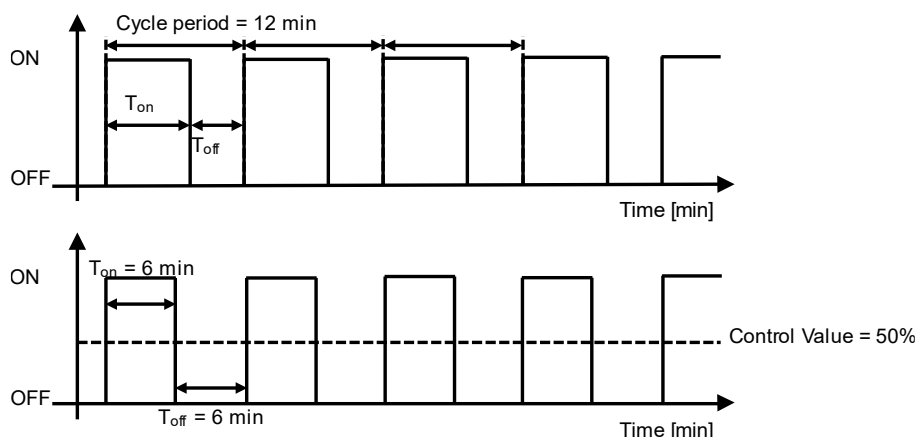 Cycle period = 12 min
ON
Ton
Toff
OFF
Time [min]
ON
Ton = 6 min
Control Value = 50%
OFF
Toff = 6 min
Time [min]